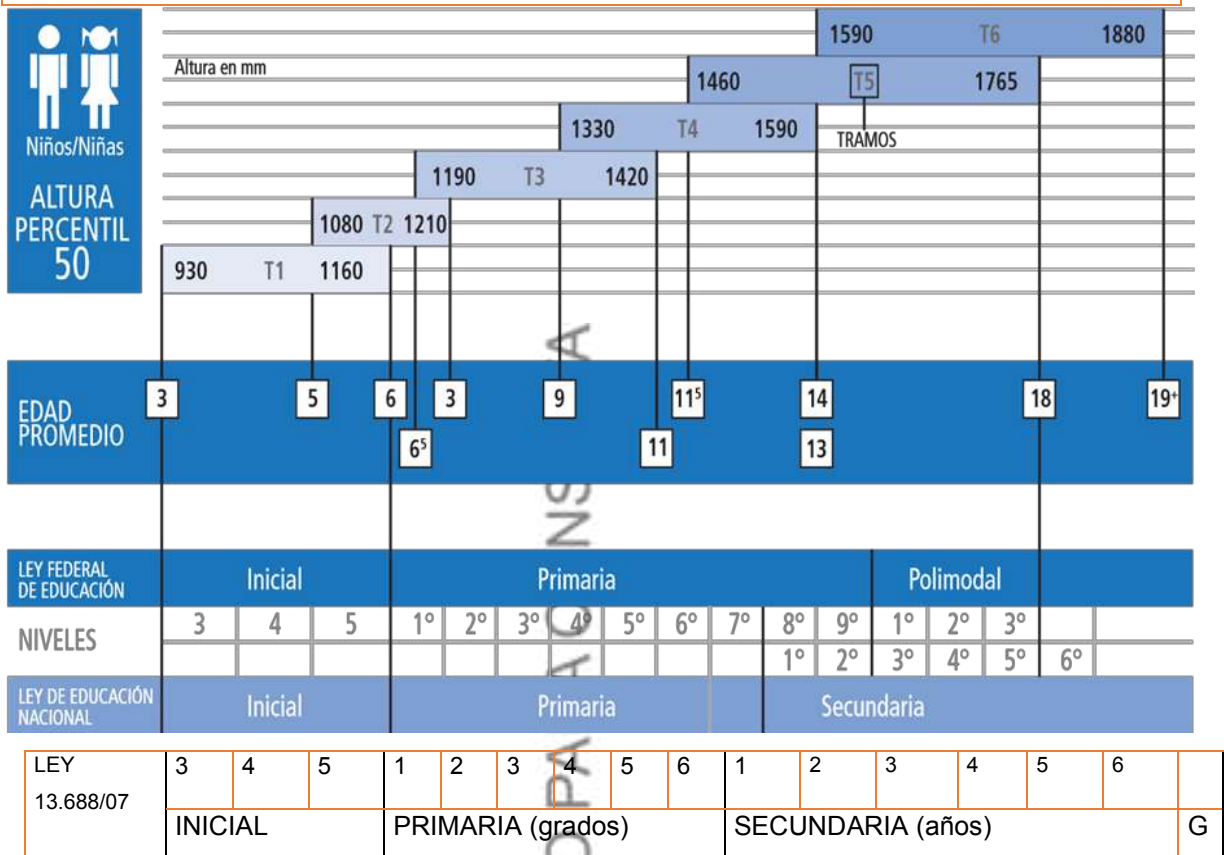 1590 T6 1880
Altura en mm
1460 T5 1765
TRAMOS
1330 T4 1590
Niños/Niñas
ALTURA
PERCENTIL
50
1190 T3 1420
1080 T2 1210
930 T1 1160
EDAD
PROMEDIO
3 5 6 3 9 11⁵ 14 18 19⁺
6⁵ 11 13
LEY FEDERAL
DE EDUCACIÓN
Inicial Primaria Polimodal
NIVELES
3 4 5 1° 2° 3° 4° 5° 6° 7° 8° 9° 1° 2° 3°
1° 2° 3° 4° 5° 6°
LEY DE EDUCACIÓN
NACIONAL
Inicial Primaria Secundaria
LEY
13.688/07
3 4 5 1 2 3 4 5 6 1 2 3 4 5 6
INICIAL PRIMARIA (grados) SECUNDARIA (años) G